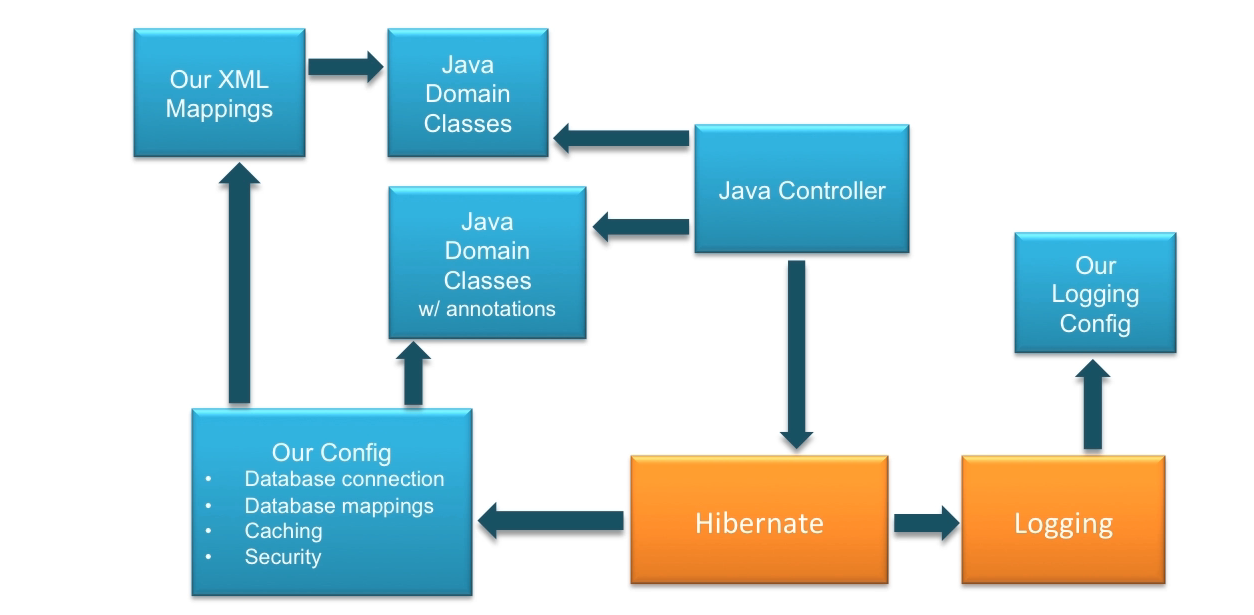 Our XML
Mappings
Java
Domain
Classes
Java Controller
Java
Domain
Classes
w/ annotations
Our
Logging
Config
Our Config
• Database connection
• Database mappings
• Caching
• Security
Hibernate
Logging